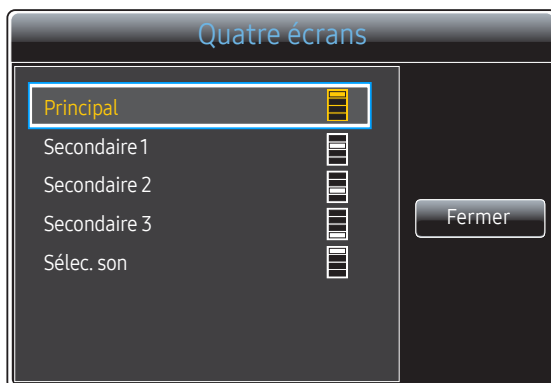 Quatre écrans
Principal
Secondaire 1
Secondaire 2
Secondaire 3
Sélec. son
Fermer